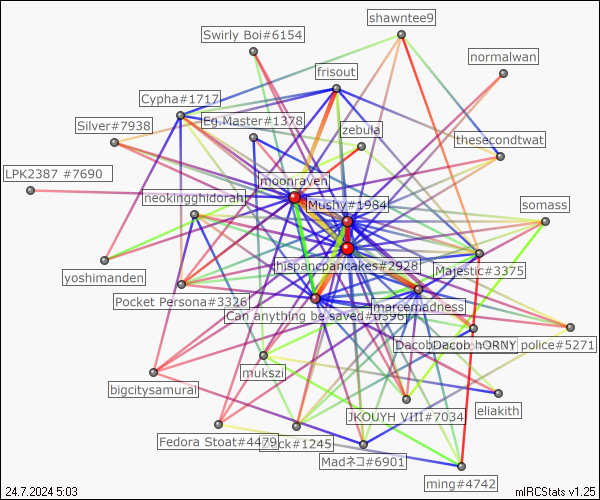 shawntee9
Swirly Boi#6154
normalwan
frisout
Cypha#1717
Eg.Master#1378
Silver#7938
zebula
thesecondtwat
LPK2387 #7690
moonraven
neokingghidorah
Mushy#1984
somass
hispancpancakes#2928
Majestic#3375
yoshimanden
Pocket Persona#3326
marcemadness
Can anything be saved#0396
DacobDacob hORNY police#5271
mukszi
bigcitysamurai
eliakith
JKOUYH VIII#7034
Fedora Stoat#4479
ck#1245
Madネコ#6901
ming#4742
24.7.2024 5:03
mIRCStats v1.25